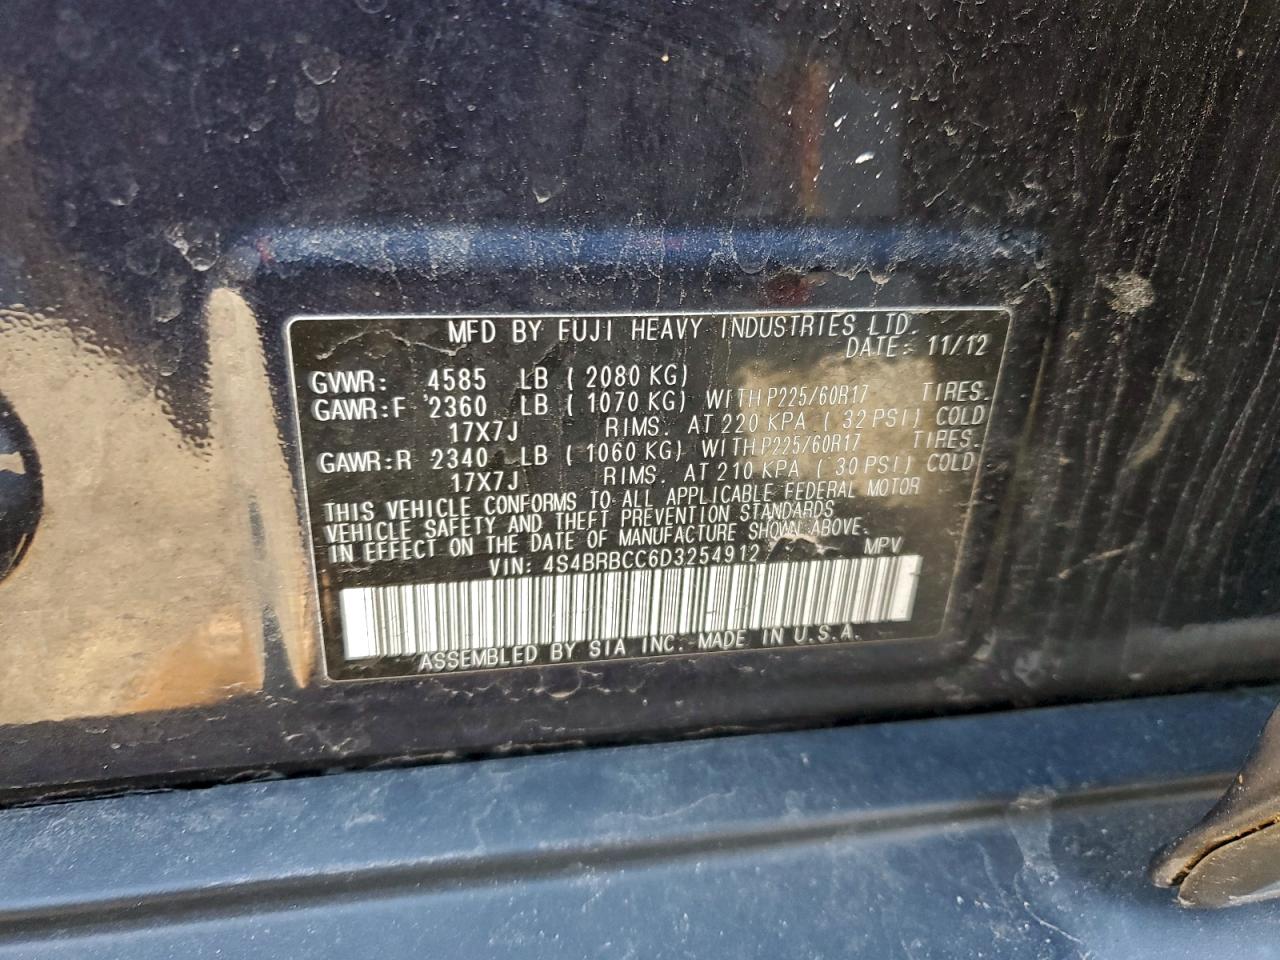 MFD BY FUJI HEAVY INDUSTRIES LTD.
DATE: 11/12
GVWR: 4585 LB (2080 KG)
GAWR:F 2360 LB (1070 KG) WITH P225/60R17 TIRES.
17X7J RIMS. AT 220 KPA (32 PSI) COLD
GAWR:R 2340 LB (1060 KG) WITH P225/60R17 TIRES.
17X7J RIMS. AT 210 KPA (30 PSI) COLD
THIS VEHICLE CONFORMS TO ALL APPLICABLE FEDERAL MOTOR
VEHICLE SAFETY AND THEFT PREVENTION STANDARDS
IN EFFECT ON THE DATE OF MANUFACTURE SHOWN ABOVE.
VIN: 4S4BRBCC6D3254912 MPV
ASSEMBLED BY SIA INC. MADE IN U.S.A.